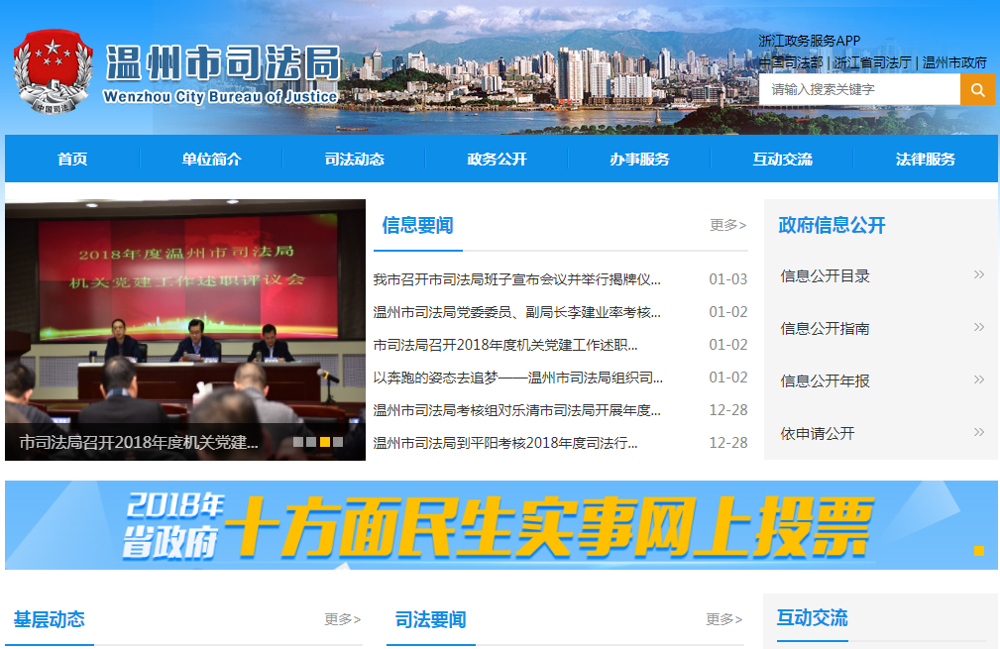 浙江政务服务APP
中国司法部 | 浙江省司法厅 | 温州市政府
温州市司法局
Wenzhou City Bureau of Justice
中国司法
请输入搜索关键字
首页 单位简介 司法动态 政务公开 办事服务 互动交流 法律服务
2018年度温州市司法局
机关党建工作述职评议会
市司法局召开2018年度机关党建...
信息要闻 更多>
我市召开市司法局班子宣布会议并举行揭牌仪... 01-03
温州市司法局党委委员、副局长李建业率考核... 01-02
市司法局召开2018年度机关党建工作述职... 01-02
以奔跑的姿态去追梦——温州市司法局组织司... 01-02
温州市司法局考核组对乐清市司法局开展年度... 12-28
温州市司法局到平阳考核2018年度司法行... 12-28
政府信息公开
信息公开目录 »
信息公开指南 »
信息公开年报 »
依申请公开 »
2018年
省政府
十方面民生实事网上投票
基层动态 更多>
司法要闻 更多>
互动交流